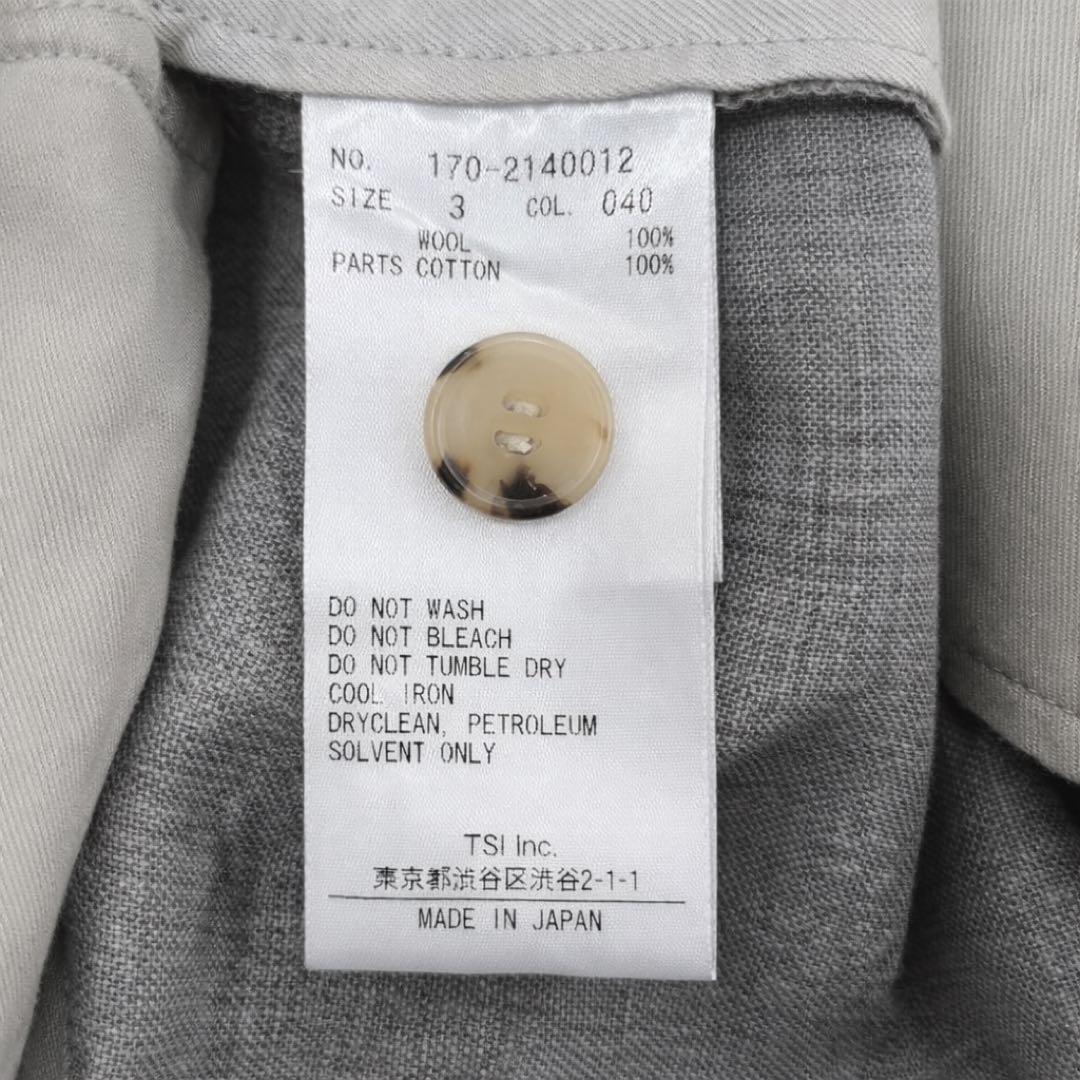 NO. 170-2140012
SIZE 3 COL. 040
WOOL 100%
PARTS COTTON 100%
DO NOT WASH
DO NOT BLEACH
DO NOT TUMBLE DRY
COOL IRON
DRYCLEAN, PETROLEUM
SOLVENT ONLY
TSI Inc.
東京都渋谷区渋谷2-1-1
MADE IN JAPAN